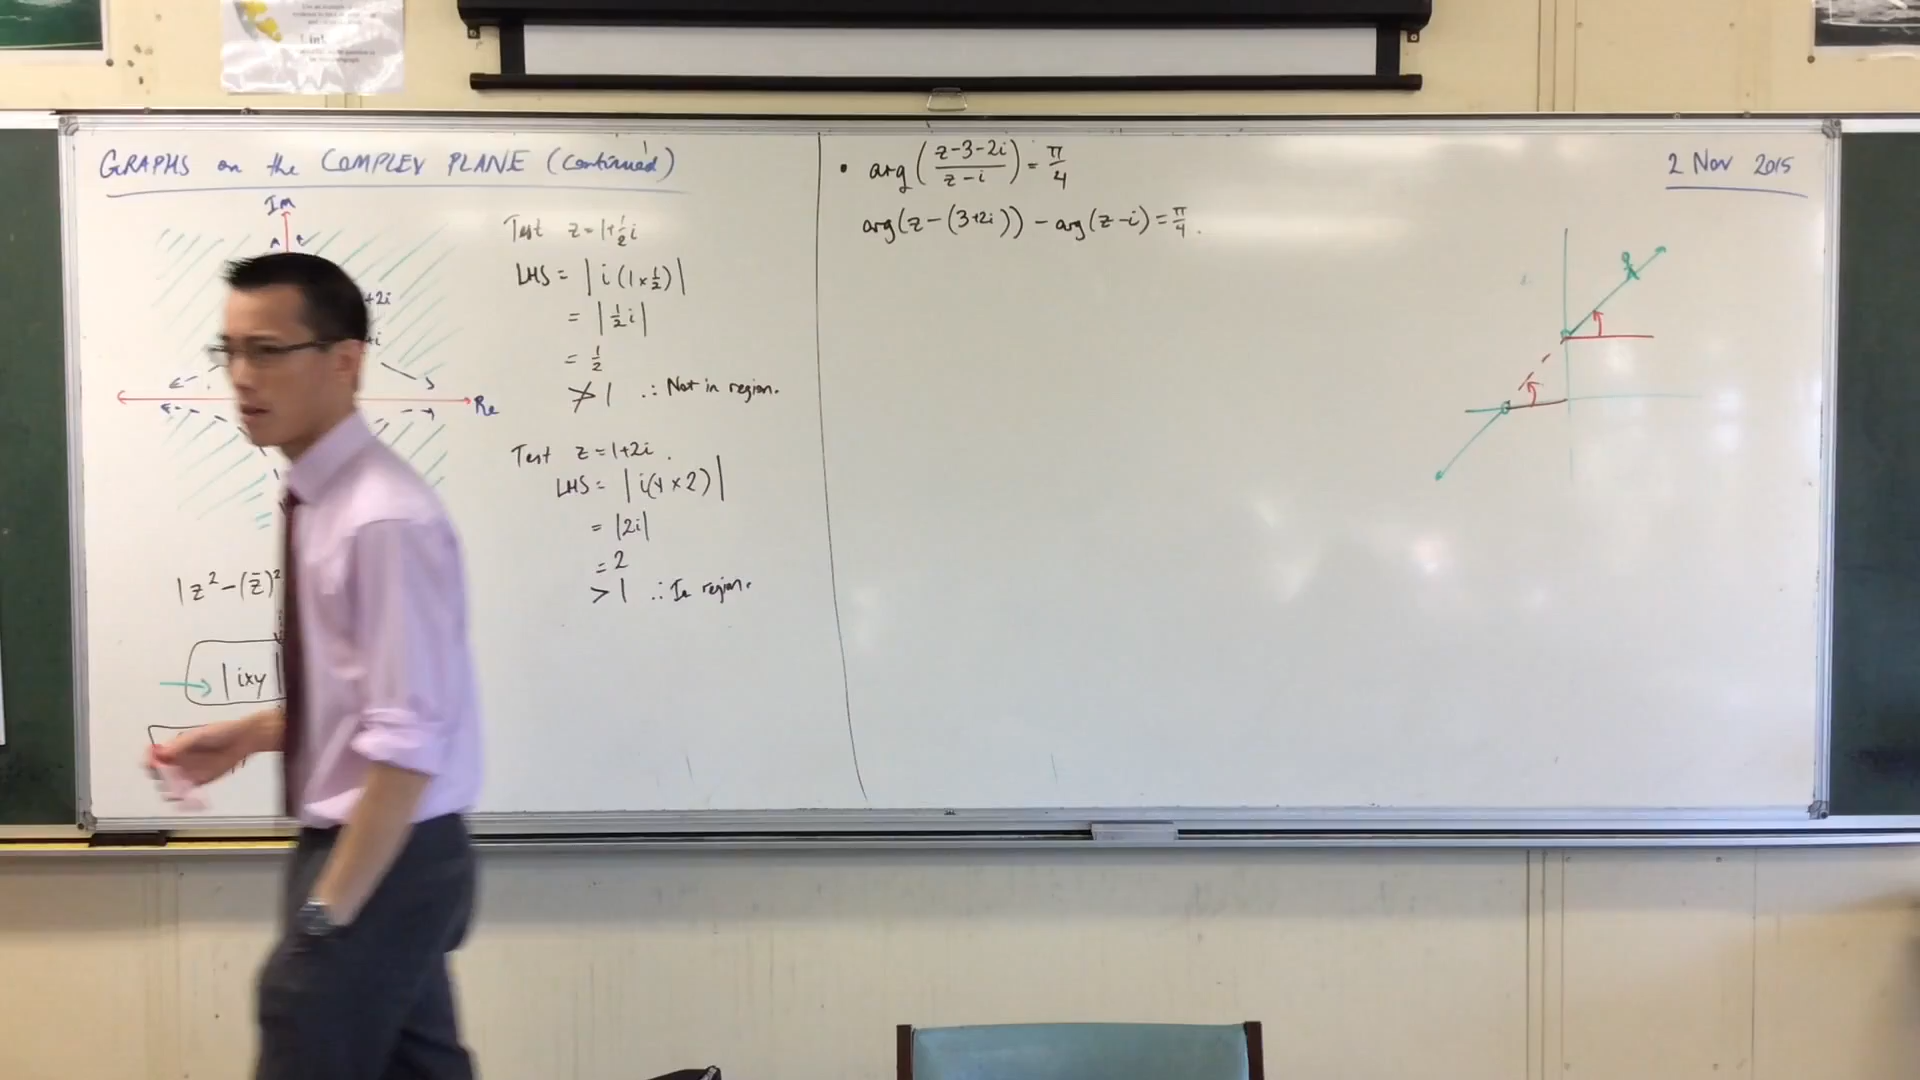 GRAPHS on the COMPLEX PLANE (Continued)
Im
+2i
+i
Re
|z² - (z̄)²
|ixy|
Test z = 1+½i
LHS = |i(1×½)|
= |½i|
= ½
≯ 1 ∴ Not in region.
Test z = 1+2i.
LHS = |i(1×2)|
= |2i|
= 2
> 1 ∴ In region.
• arg((z-3-2i)/(z-i)) = π/4
arg(z-(3+2i)) - arg(z-i) = π/4.
2 Nov 2015